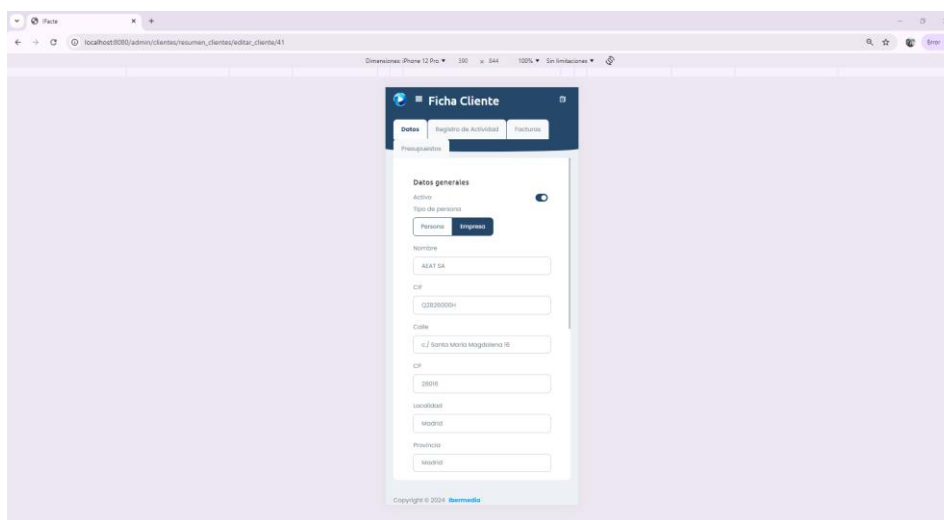 iFacte
localhost:8080/admin/clientes/resumen_clientes/editar_cliente/41
Error
Dimensiones: iPhone 12 Pro 390 x 844 100% Sin limitaciones
Ficha Cliente
Datos Registro de Actividad Facturas
Presupuestos
Datos generales
Activo
Tipo de persona
Persona Empresa
Nombre
AEAT SA
CIF
Q2826000H
Calle
c/ Santa María Magdalena 16
CP
28016
Localidad
Madrid
Provincia
Madrid
Copyright © 2024 Ibermedia